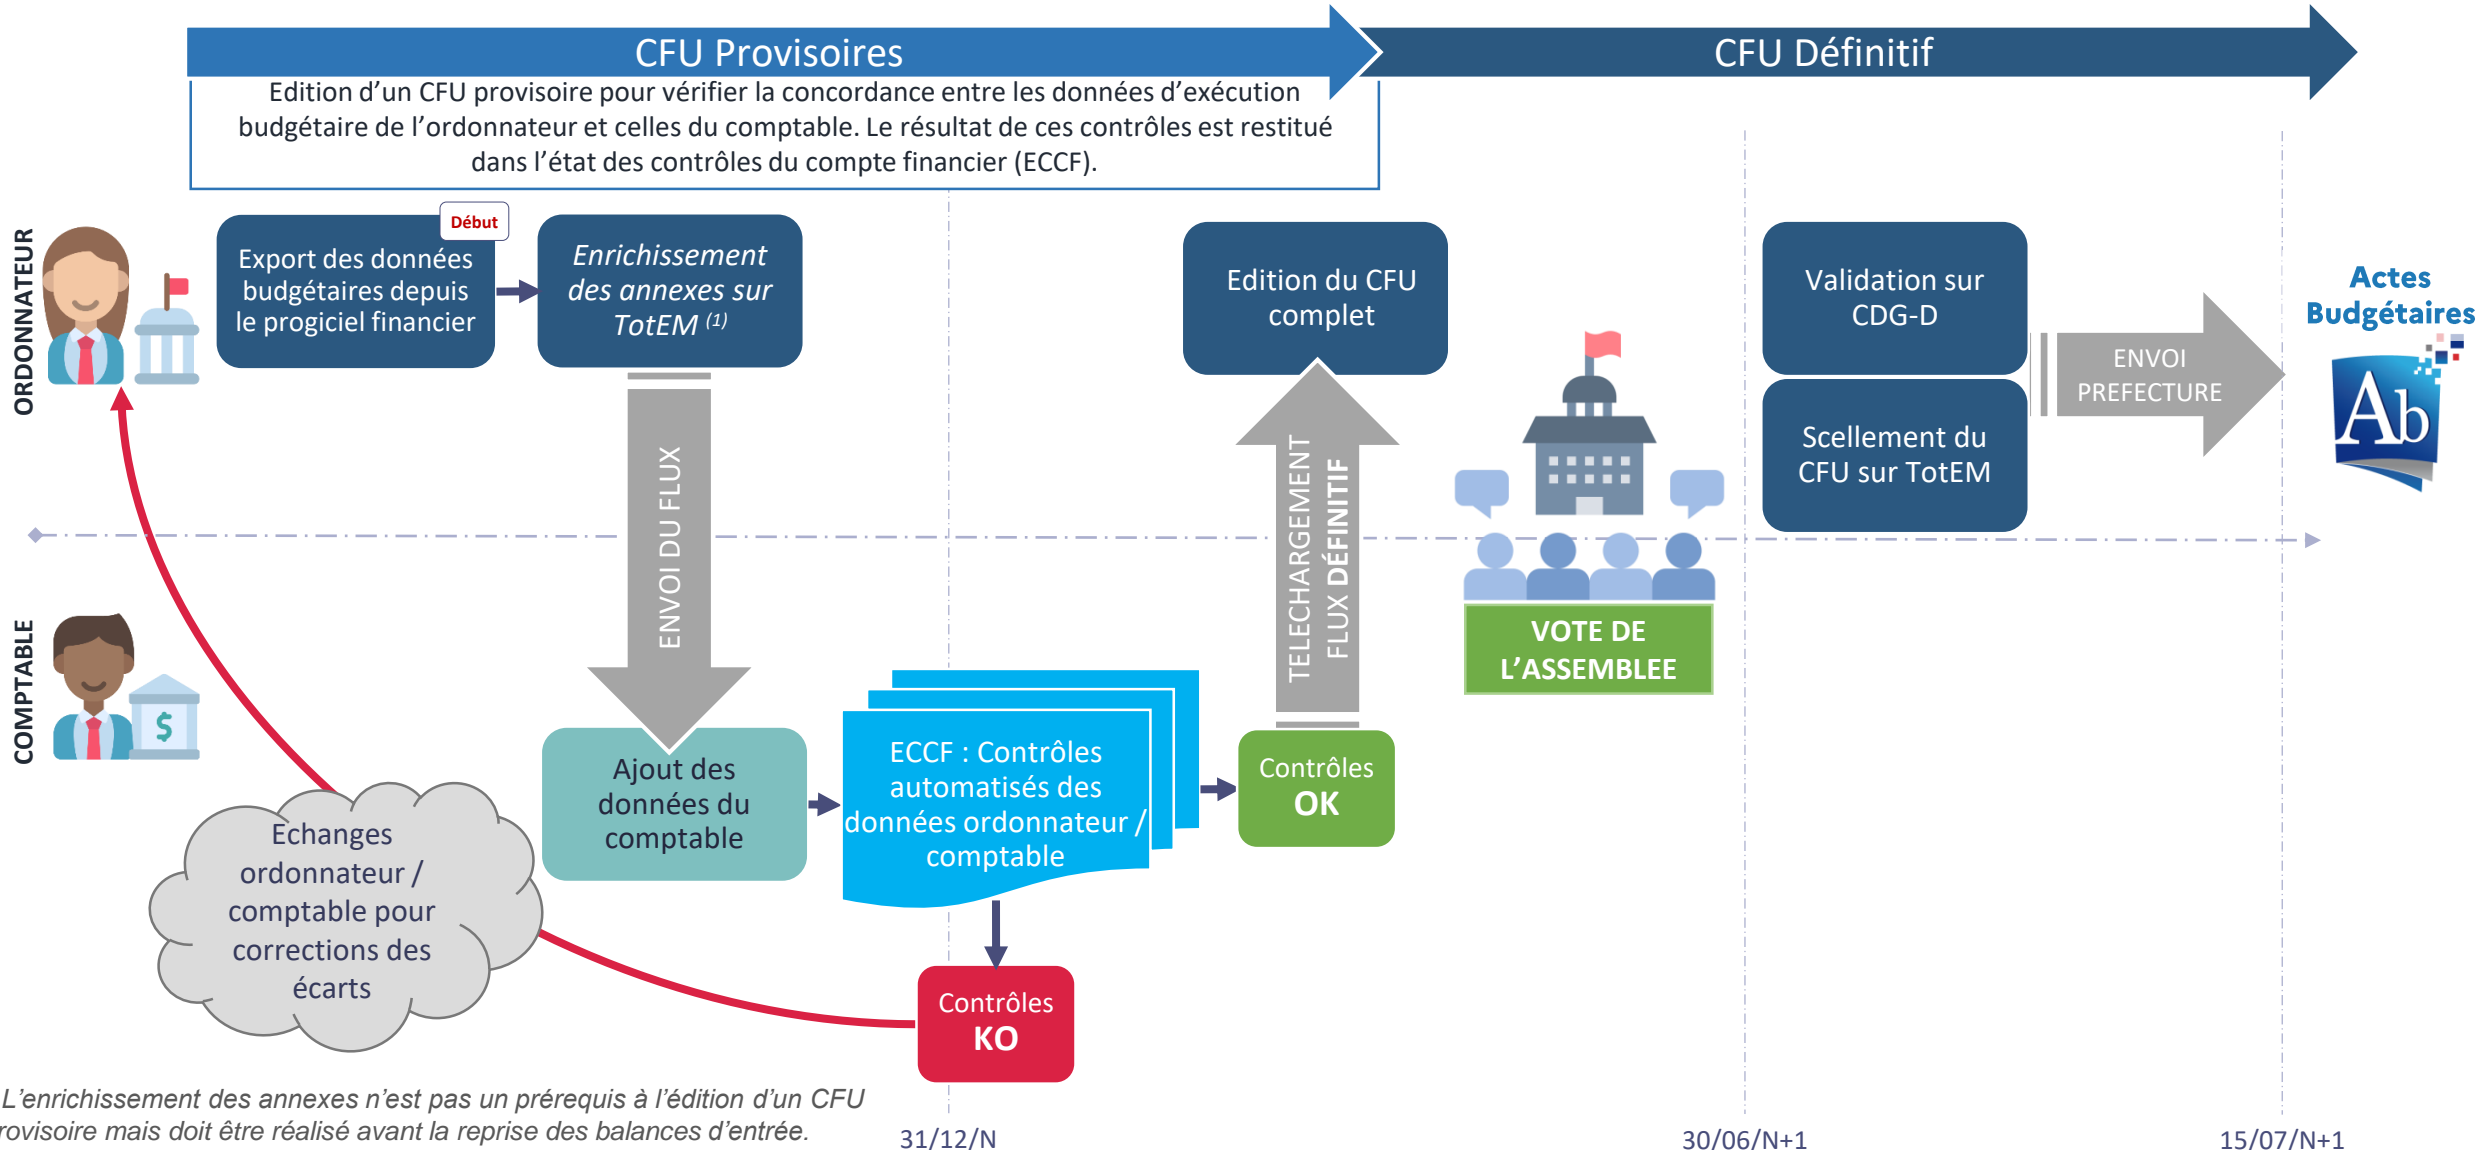 CFU Provisoires
CFU Définitif
Edition d’un CFU provisoire pour vérifier la concordance entre les données d’exécution
budgétaire de l’ordonnateur et celles du comptable. Le résultat de ces contrôles est restitué
dans l’état des contrôles du compte financier (ECCF).
ORDONNATEUR
Début
Export des données
budgétaires depuis
le progiciel financier
Enrichissement
des annexes sur
TotEM (1)
Edition du CFU
complet
Validation sur
CDG-D
Scellement du
CFU sur TotEM
ENVOI
PREFECTURE
Actes
Budgétaires
Ab
ENVOI DU FLUX
TELECHARGEMENT
FLUX DÉFINITIF
VOTE DE
L’ASSEMBLEE
COMPTABLE
$
Ajout des
données du
comptable
ECCF : Contrôles
automatisés des
données ordonnateur /
comptable
Contrôles
OK
Echanges
ordonnateur /
comptable pour
corrections des
écarts
Contrôles
KO
L’enrichissement des annexes n’est pas un prérequis à l’édition d’un CFU
rovisoire mais doit être réalisé avant la reprise des balances d’entrée.
31/12/N
30/06/N+1
15/07/N+1